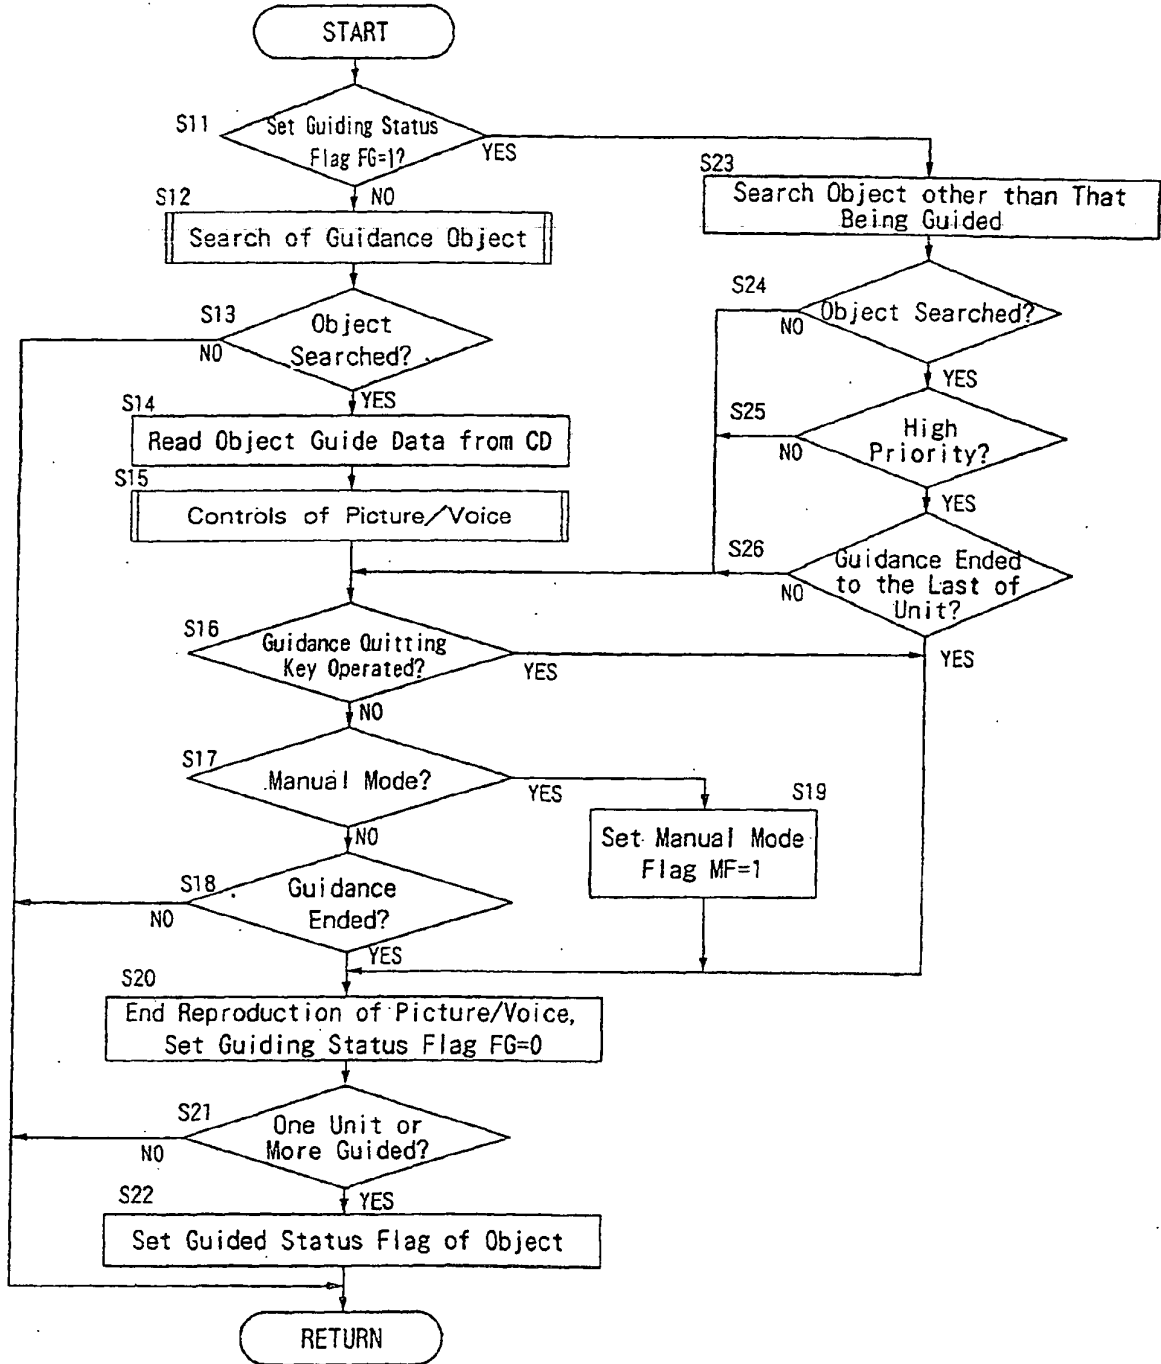 START
S11
Set Guiding Status
Flag FG=1?
YES
NO
S12
Search of Guidance Object
S13
Object
Searched?
NO
YES
S14
Read Object Guide Data from CD
S15
Controls of Picture/Voice
S16
Guidance Quitting
Key Operated?
YES
NO
S17
Manual Mode?
YES
NO
S18
Guidance
Ended?
NO
YES
S19
Set Manual Mode
Flag MF=1
S20
End Reproduction of Picture/Voice,
Set Guiding Status Flag FG=0
S21
One Unit or
More Guided?
NO
YES
S22
Set Guided Status Flag of Object
RETURN
S23
Search Object other than That
Being Guided
S24
Object Searched?
NO
YES
S25
High
Priority?
NO
YES
S26
Guidance Ended
to the Last of
Unit?
NO
YES